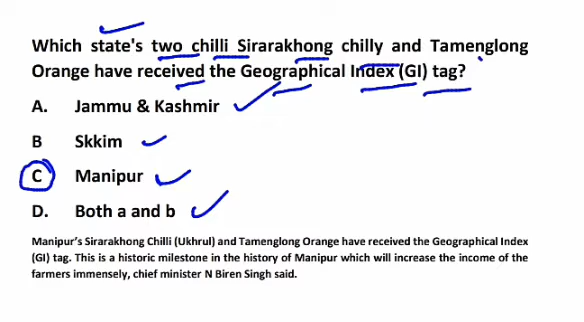 Which state's two chilli Sirarakhong chilly and Tamenglong
Orange have received the Geographical Index (GI) tag?
A. Jammu & Kashmir
B Skkim
C Manipur
D. Both a and b
Manipur's Sirarakhong Chilli (Ukhrul) and Tamenglong Orange have received the Geographical Index
(GI) tag. This is a historic milestone in the history of Manipur which will increase the income of the
farmers immensely, chief minister N Biren Singh said.